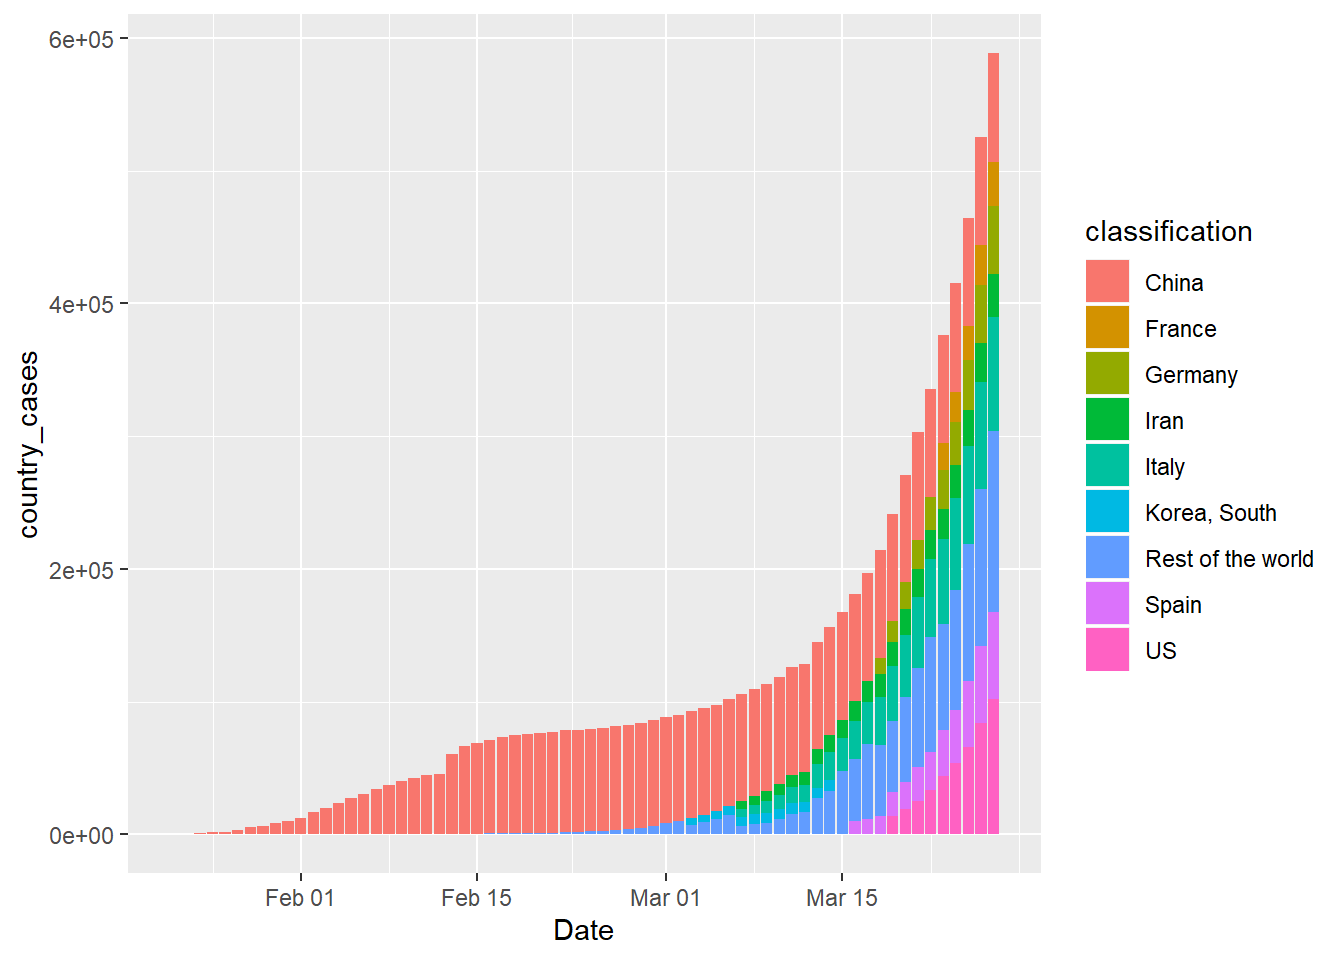 6e+05
4e+05
2e+05
0e+00
country_cases
Feb 01
Feb 15
Mar 01
Mar 15
Date
classification
China
France
Germany
Iran
Italy
Korea, South
Rest of the world
Spain
US